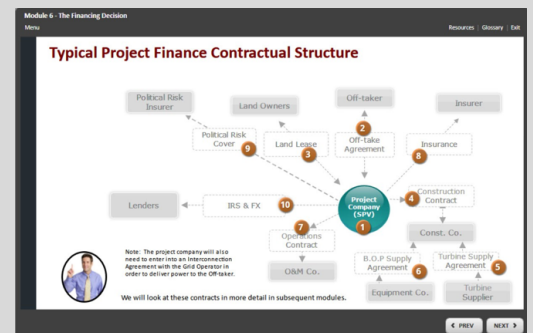 Module 6 - The Financing Decision
Menu
Resources | Glossary | Exit
Typical Project Finance Contractual Structure
Political Risk
Insurer
Land Owners
Off-taker
Insurer
Political Risk
Cover
9
Land Lease
3
2
Off-take
Agreement
Insurance
8
Lenders
IRS & FX
10
Project
Company
(SPV)
1
4
Construction
Contract
7
Operations
Contract
Const. Co.
O&M Co.
B.O.P Supply
Agreement
6
Turbine Supply
Agreement
5
Equipment Co.
Turbine
Supplier
Note: The project company will also
need to enter into an Interconnection
Agreement with the Grid Operator in
order to deliver power to the Off-taker.
We will look at these contracts in more detail in subsequent modules.
PREV
NEXT